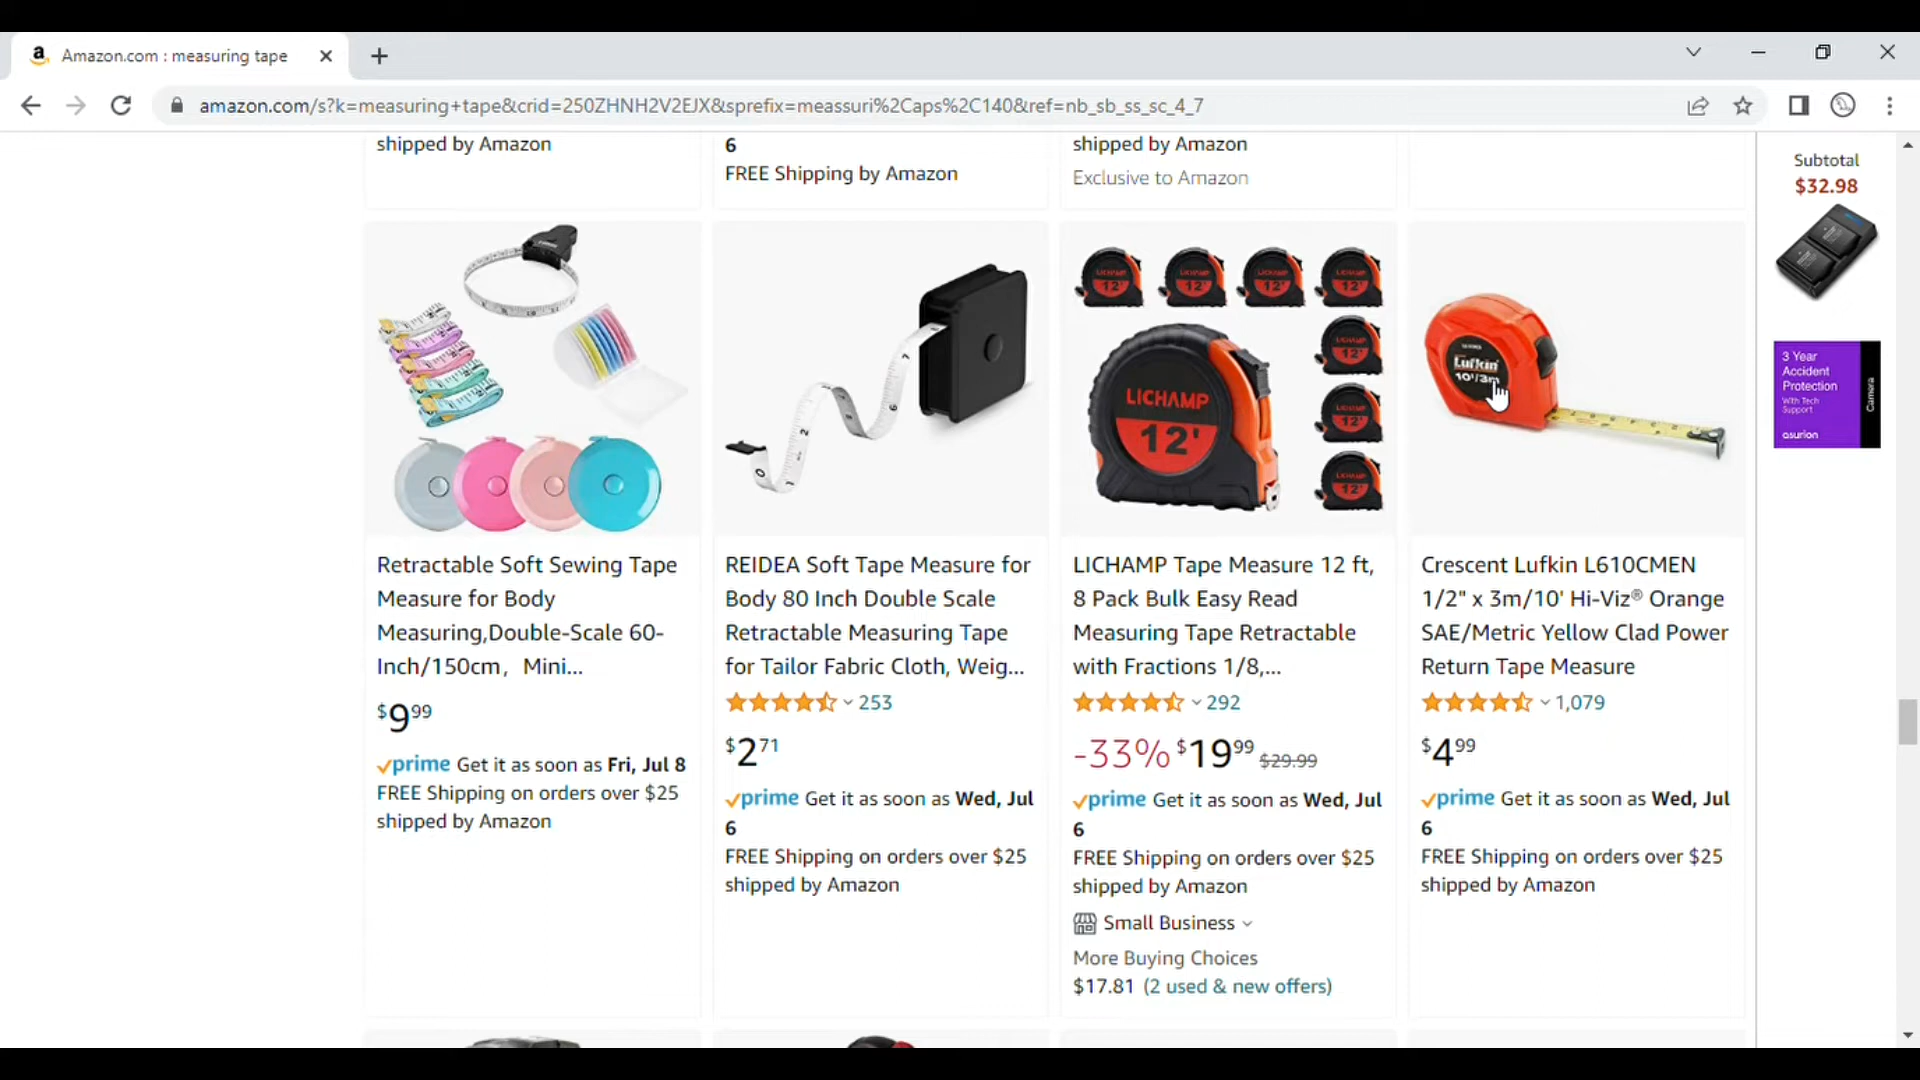 Amazon.com : measuring tape
amazon.com/s?k=measuring+tape&crid=250ZHNH2V2EJX&sprefix=meassuri%2Caps%2C140&ref=nb_sb_ss_sc_4_7
shipped by Amazon
6
FREE Shipping by Amazon
shipped by Amazon
Exclusive to Amazon
Subtotal
$32.98
3 Year
Accident
Protection
With Tech
Support
Camera
asurion
LICHAMP
12'
Lufkin
10'/3m
Retractable Soft Sewing Tape
Measure for Body
Measuring,Double-Scale 60-
Inch/150cm，Mini...
$9.99
prime Get it as soon as Fri, Jul 8
FREE Shipping on orders over $25
shipped by Amazon
REIDEA Soft Tape Measure for
Body 80 Inch Double Scale
Retractable Measuring Tape
for Tailor Fabric Cloth, Weig...
253
$2.71
prime Get it as soon as Wed, Jul
6
FREE Shipping on orders over $25
shipped by Amazon
LICHAMP Tape Measure 12 ft,
8 Pack Bulk Easy Read
Measuring Tape Retractable
with Fractions 1/8,...
292
-33% $19.99 $29.99
prime Get it as soon as Wed, Jul
6
FREE Shipping on orders over $25
shipped by Amazon
Small Business
More Buying Choices
$17.81 (2 used & new offers)
Crescent Lufkin L610CMEN
1/2" x 3m/10' Hi-Viz® Orange
SAE/Metric Yellow Clad Power
Return Tape Measure
1,079
$4.99
prime Get it as soon as Wed, Jul
6
FREE Shipping on orders over $25
shipped by Amazon